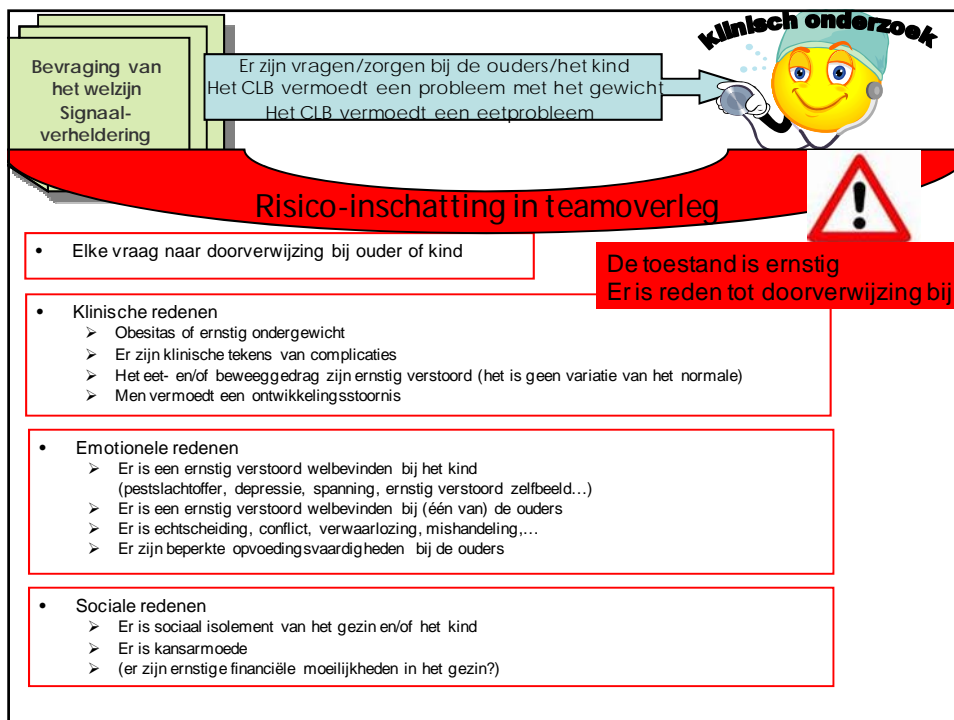 Bevraging van
het welzijn
Signaal-
verheldering
Er zijn vragen/zorgen bij de ouders/het kind
Het CLB vermoedt een probleem met het gewicht
Het CLB vermoedt een eetprobleem
klinisch onderzoek
Risico-inschatting in teamoverleg
• Elke vraag naar doorverwijzing bij ouder of kind
De toestand is ernstig
Er is reden tot doorverwijzing bij
• Klinische redenen
➢ Obesitas of ernstig ondergewicht
➢ Er zijn klinische tekens van complicaties
➢ Het eet- en/of beweeggedrag zijn ernstig verstoord (het is geen variatie van het normale)
➢ Men vermoedt een ontwikkelingsstoornis
• Emotionele redenen
➢ Er is een ernstig verstoord welbevinden bij het kind
(pestslachtoffer, depressie, spanning, ernstig verstoord zelfbeeld…)
➢ Er is een ernstig verstoord welbevinden bij (één van) de ouders
➢ Er is echtscheiding, conflict, verwaarlozing, mishandeling,…
➢ Er zijn beperkte opvoedingsvaardigheden bij de ouders
• Sociale redenen
➢ Er is sociaal isolement van het gezin en/of het kind
➢ Er is kansarmoede
➢ (er zijn ernstige financiële moeilijkheden in het gezin?)